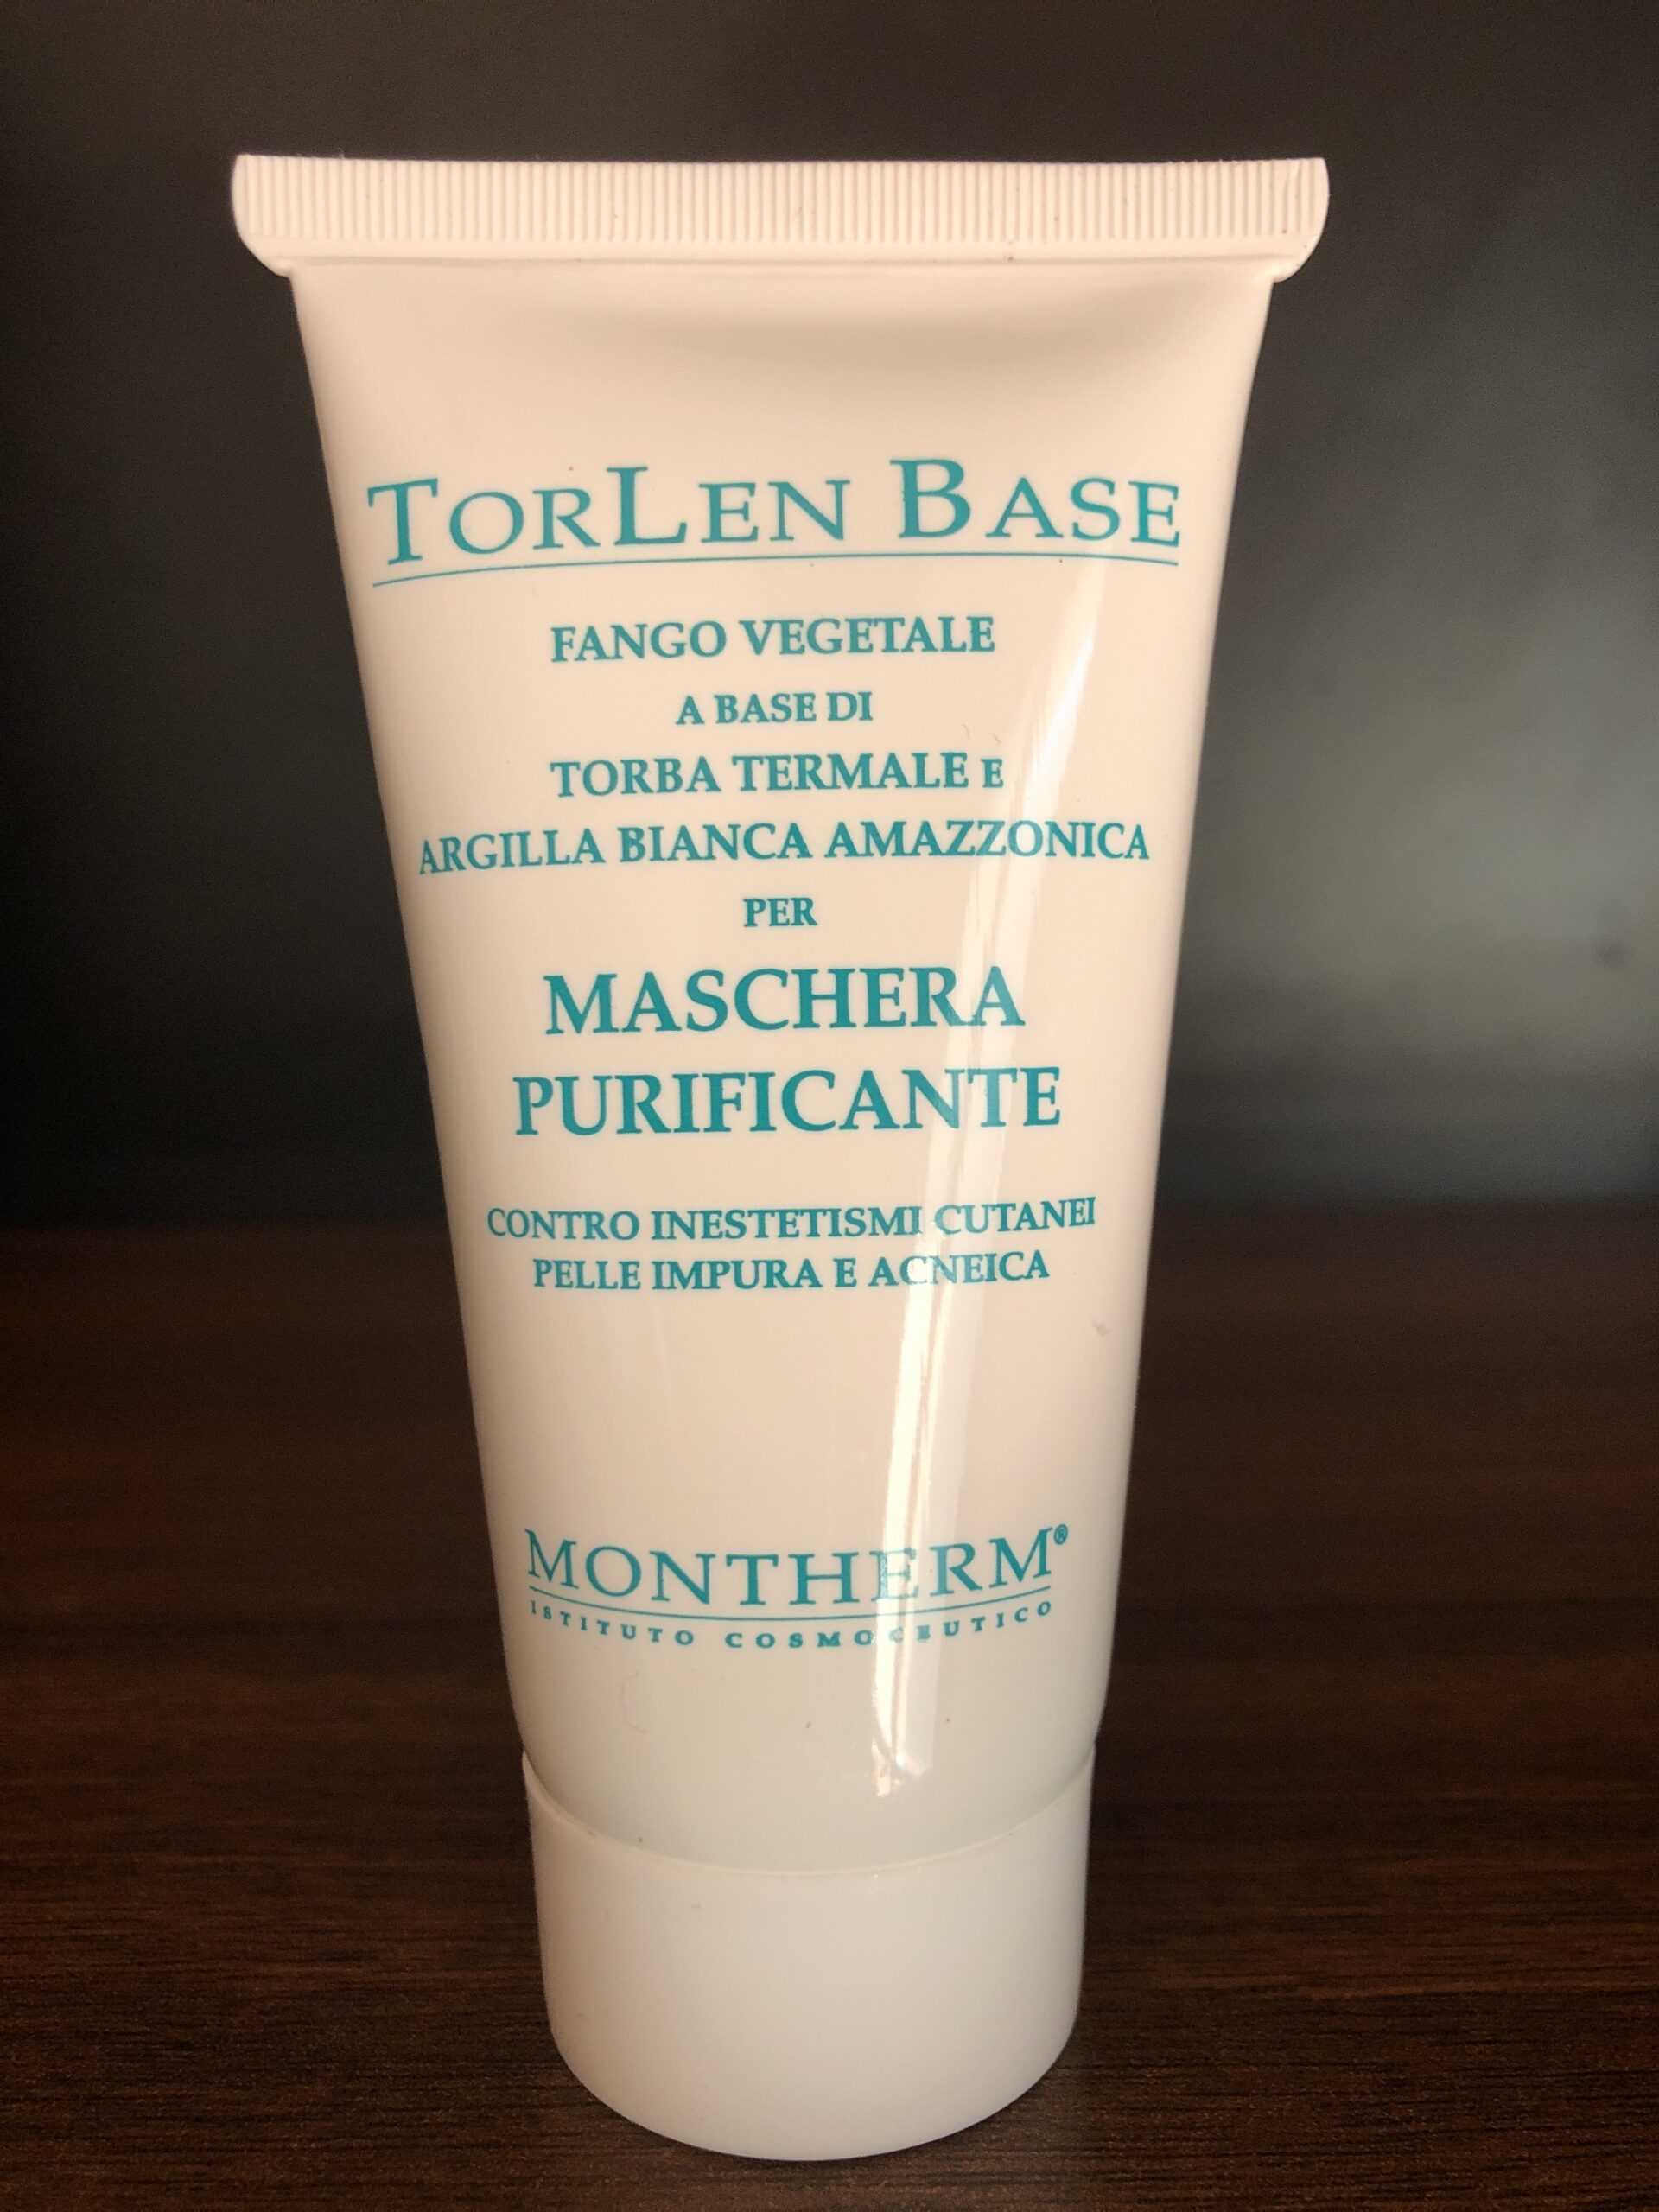 TORLEN BASE
FANGO VEGETALE
A BASE DI
TORBA TERMALE E
ARGILLA BIANCA AMAZZONICA
PER
MASCHERA
PURIFICANTE
CONTRO INESTETISMI CUTANEI
PELLE IMPURA E ACNEICA
MONTHERM®
ISTITUTO COSMOCEUTICO